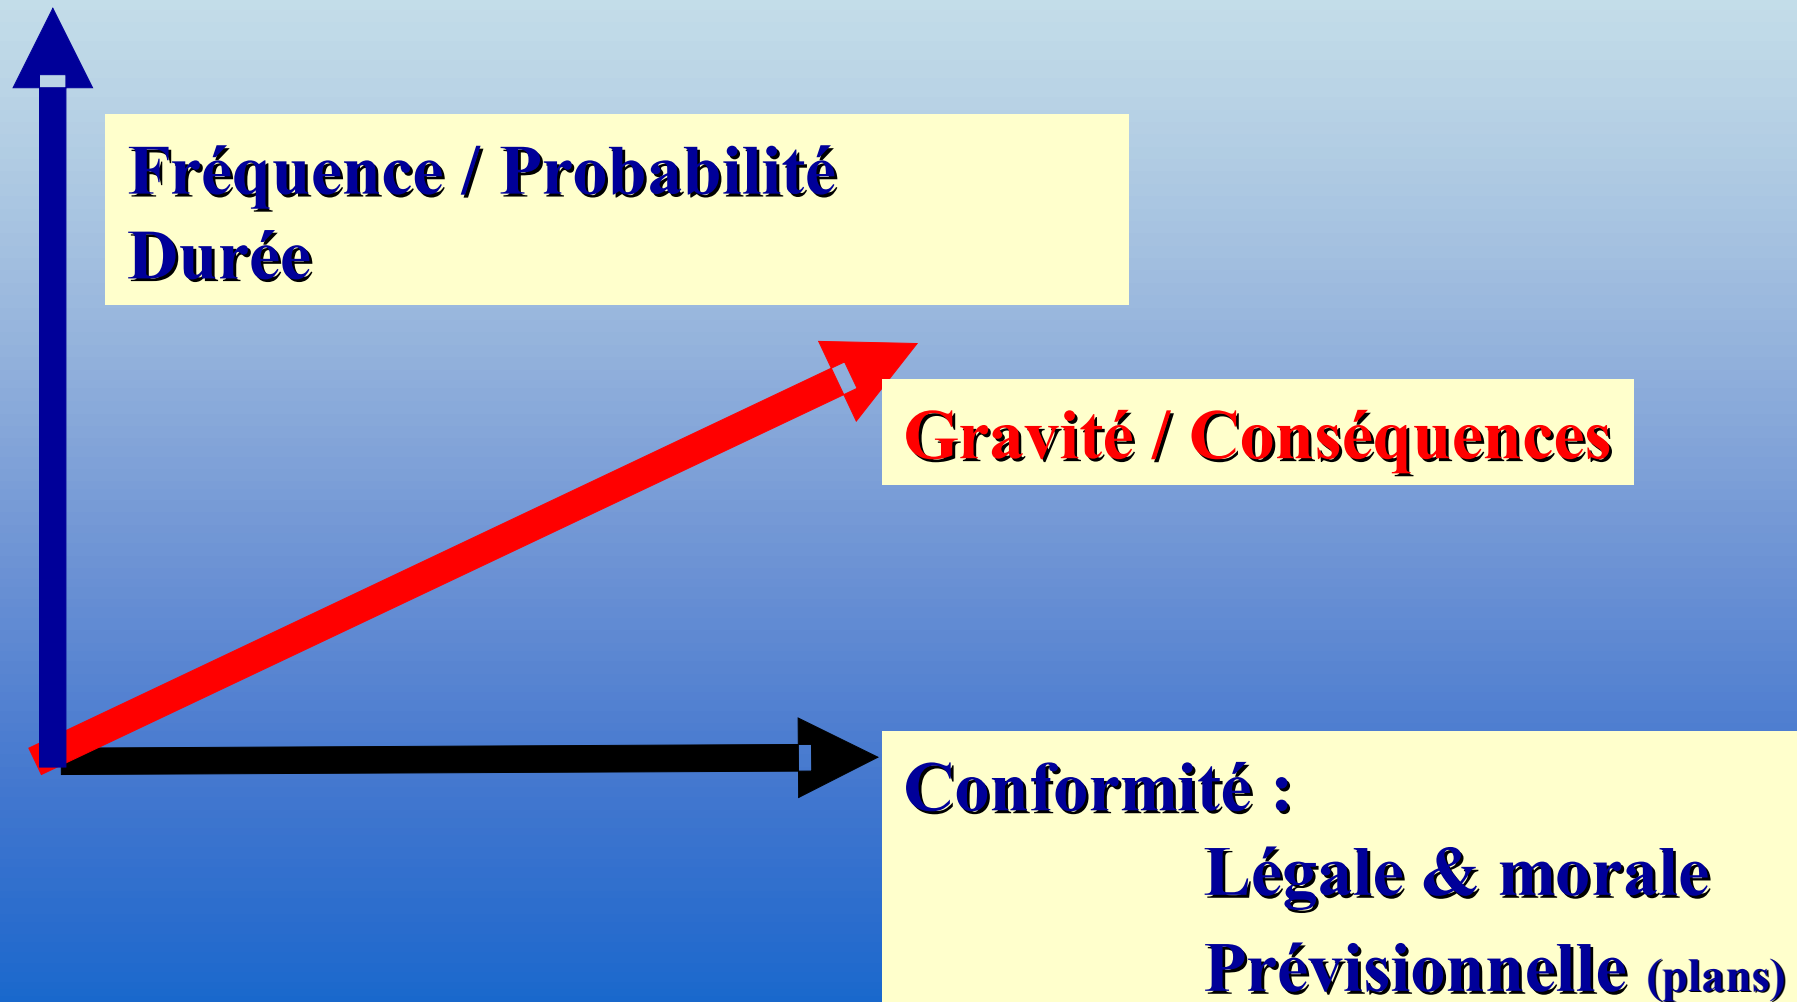 Fréquence / Probabilité
Durée
Gravité / Conséquences
Conformité :
Légale & morale
Prévisionnelle (plans)